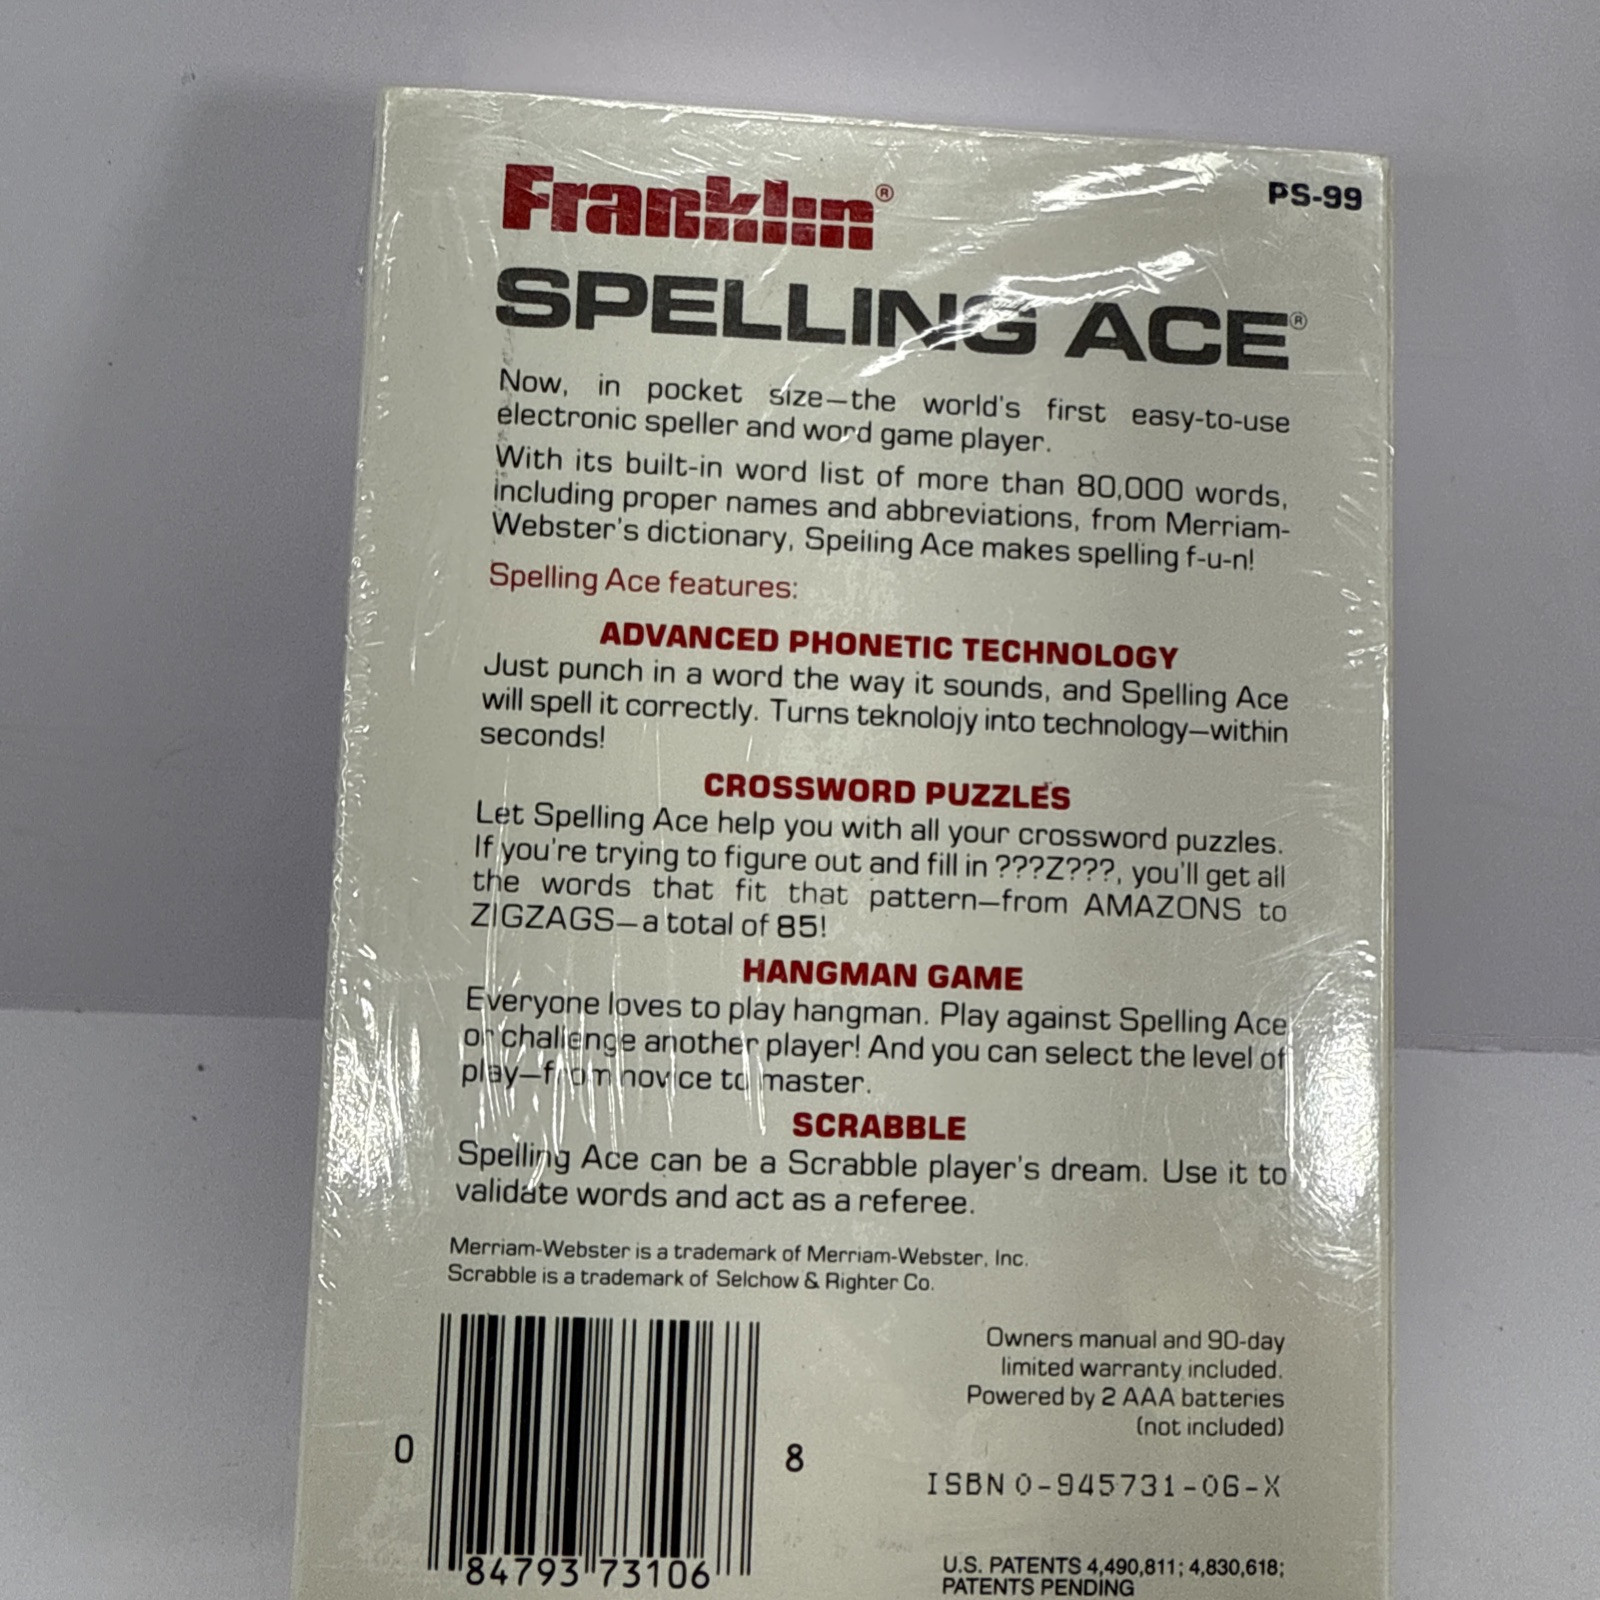 Franklin®
PS-99
SPELLING ACE®
Now, in pocket size—the world's first easy-to-use
electronic speller and word game player.
With its built-in word list of more than 80,000 words,
including proper names and abbreviations, from Merriam-
Webster's dictionary, Spelling Ace makes spelling f-u-n!
Spelling Ace features:
ADVANCED PHONETIC TECHNOLOGY
Just punch in a word the way it sounds, and Spelling Ace
will spell it correctly. Turns teknolojy into technology—within
seconds!
CROSSWORD PUZZLES
Let Spelling Ace help you with all your crossword puzzles.
If you're trying to figure out and fill in ???Z???, you'll get all
the words that fit that pattern—from AMAZONS to
ZIGZAGS—a total of 85!
HANGMAN GAME
Everyone loves to play hangman. Play against Spelling Ace
or challenge another player! And you can select the level of
play—from novice to master.
SCRABBLE
Spelling Ace can be a Scrabble player's dream. Use it to
validate words and act as a referee.
Merriam-Webster is a trademark of Merriam-Webster, Inc.
Scrabble is a trademark of Selchow & Righter Co.
Owners manual and 90-day
limited warranty included.
Powered by 2 AAA batteries
(not included)
ISBN 0-945731-06-X
0 84793 73106 8
U.S. PATENTS 4,490,811; 4,830,618;
PATENTS PENDING